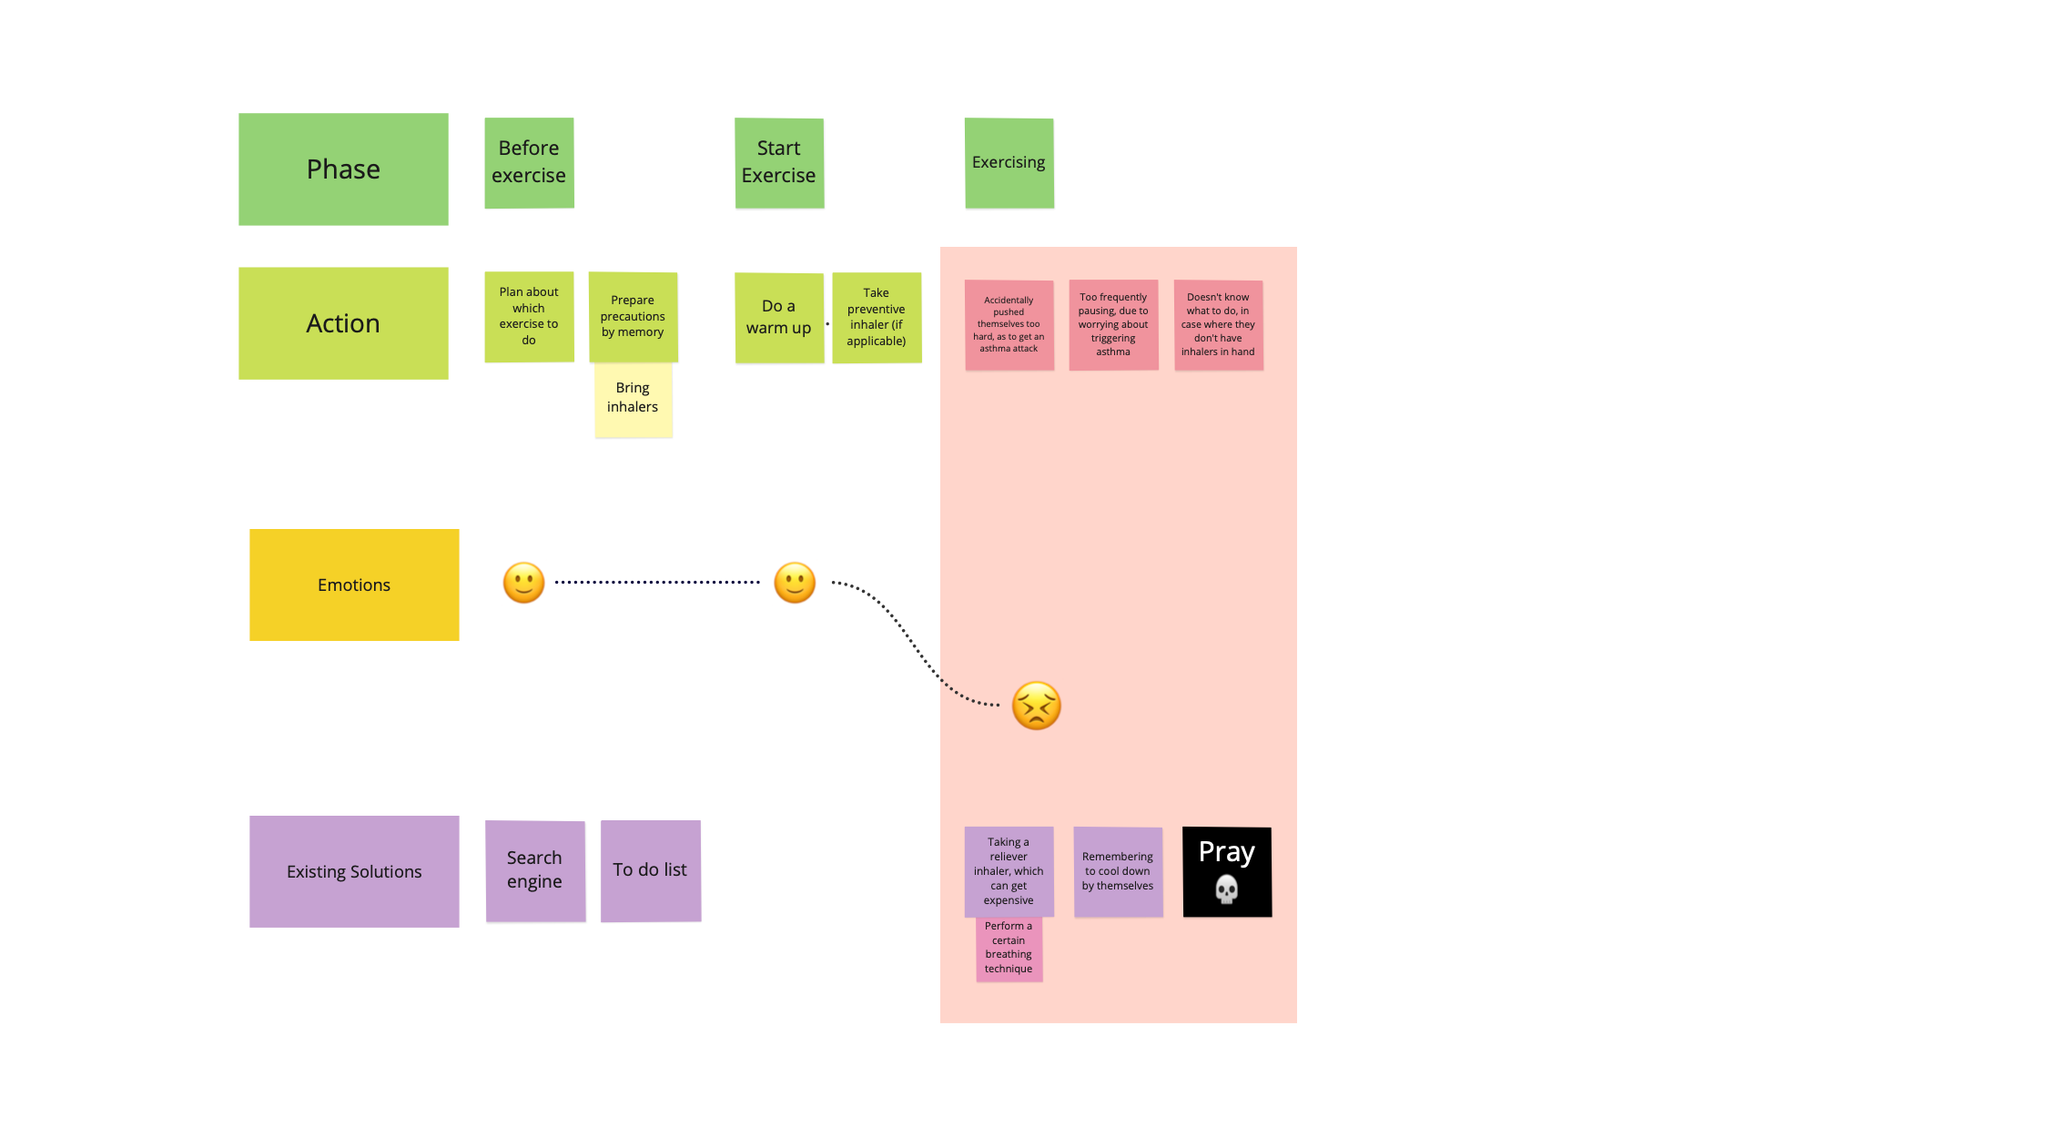 Phase
Before
exercise
Start
Exercise
Exercising
Action
Plan about
which
exercise to
do
Prepare
precautions
by memory
Bring
inhalers
Do a
warm up
Take
preventive
inhaler (if
applicable)
Accidentally
pushed
themselves too
hard, as to get an
asthma attack
Too frequently
pausing, due to
worrying about
triggering
asthma
Doesn't know
what to do, in
case where they
don't have
inhalers in hand
Emotions
Existing Solutions
Search
engine
To do list
Taking a
reliever
inhaler, which
can get
expensive
Perform a
certain
breathing
technique
Remembering
to cool down
by themselves
Pray